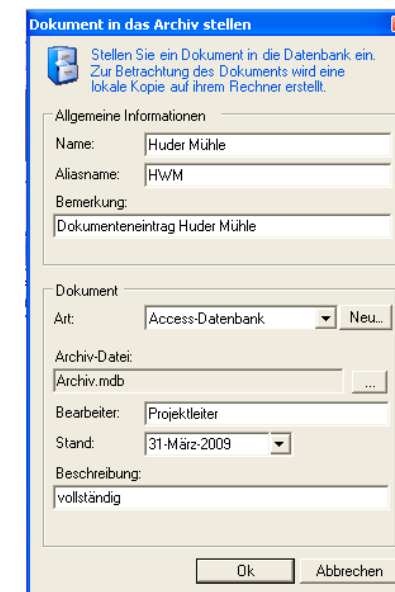 Dokument in das Archiv stellen
Stellen Sie ein Dokument in die Datenbank ein.
Zur Betrachtung des Dokuments wird eine
lokale Kopie auf ihrem Rechner erstellt.
Allgemeine Informationen
Name: Huder Mühle
Aliasname: HWM
Bemerkung:
Dokumenteneintrag Huder Mühle
Dokument
Art: Access-Datenbank Neu...
Archiv-Datei:
Archiv.mdb ...
Bearbeiter: Projektleiter
Stand: 31-März-2009
Beschreibung:
vollständig
Ok Abbrechen